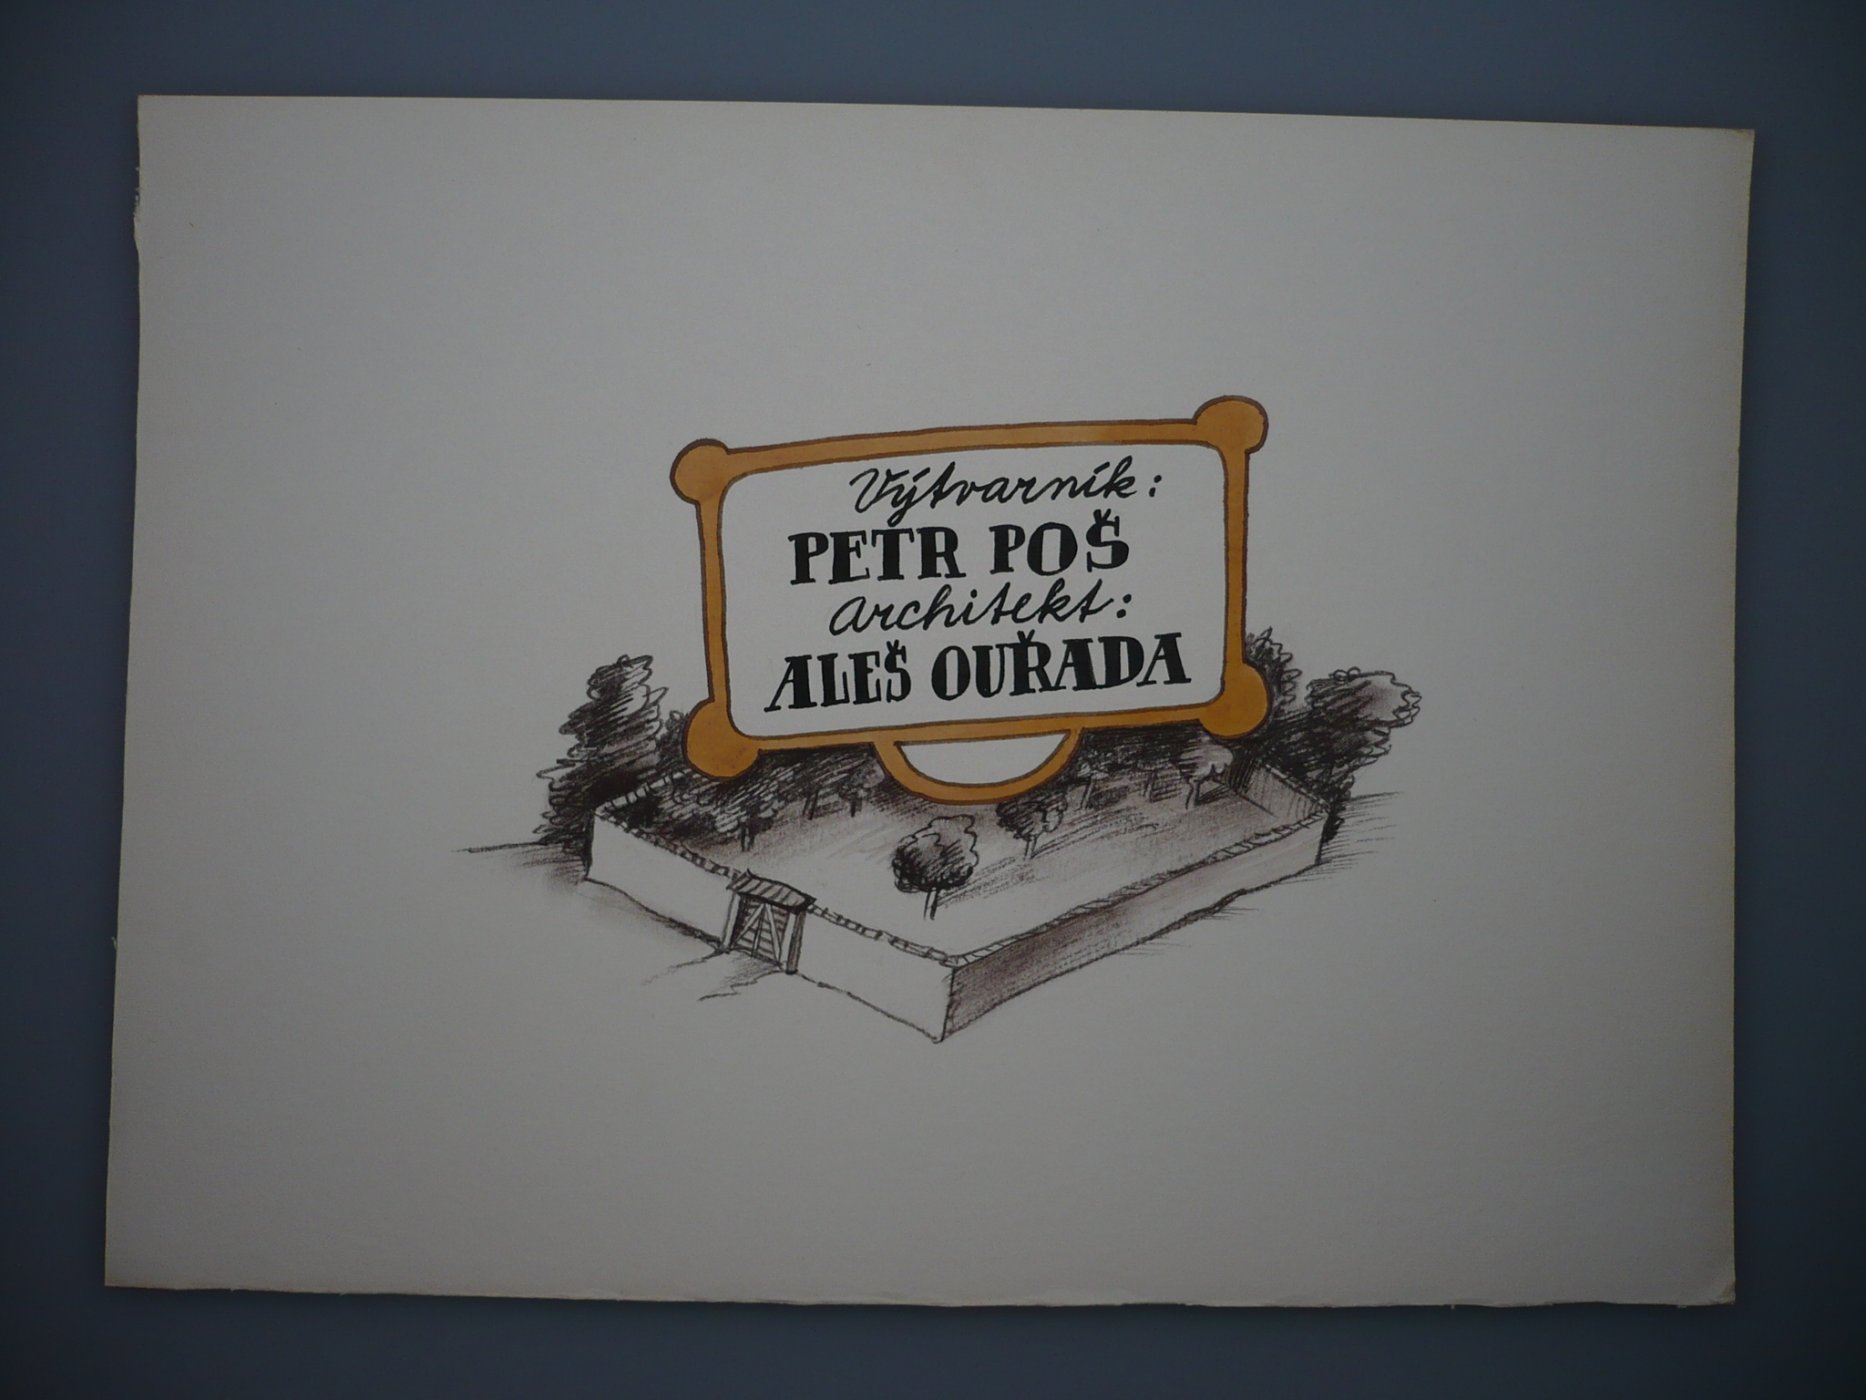 Výtvarník:
PETR POŠ
architekt:
ALEŠ OUŘADA